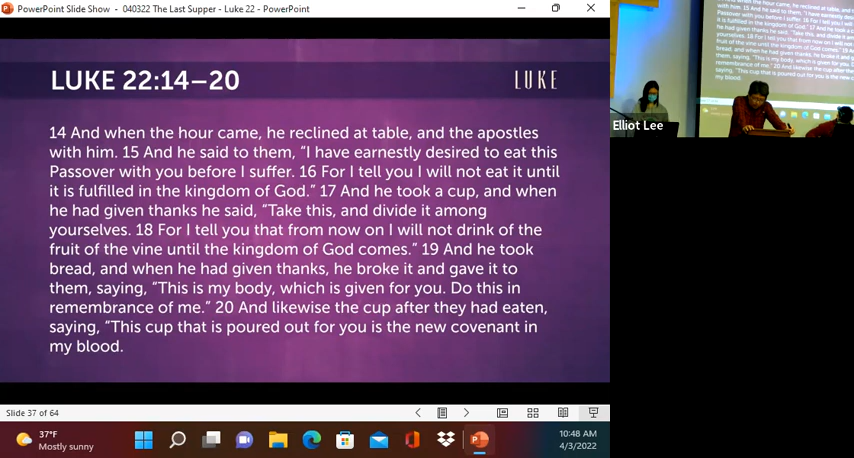 PowerPoint Slide Show - 040322 The Last Supper - Luke 22 - PowerPoint
LUKE 22:14–20
LUKE
14 And when the hour came, he reclined at table, and the apostles
with him. 15 And he said to them, “I have earnestly desired to eat this
Passover with you before I suffer. 16 For I tell you I will not eat it until
it is fulfilled in the kingdom of God.” 17 And he took a cup, and when
he had given thanks he said, “Take this, and divide it among
yourselves. 18 For I tell you that from now on I will not drink of the
fruit of the vine until the kingdom of God comes.” 19 And he took
bread, and when he had given thanks, he broke it and gave it to
them, saying, “This is my body, which is given for you. Do this in
remembrance of me.” 20 And likewise the cup after they had eaten,
saying, “This cup that is poured out for you is the new covenant in
my blood.
Slide 37 of 64
37°F
Mostly sunny
10:48 AM
4/3/2022
Elliot Lee